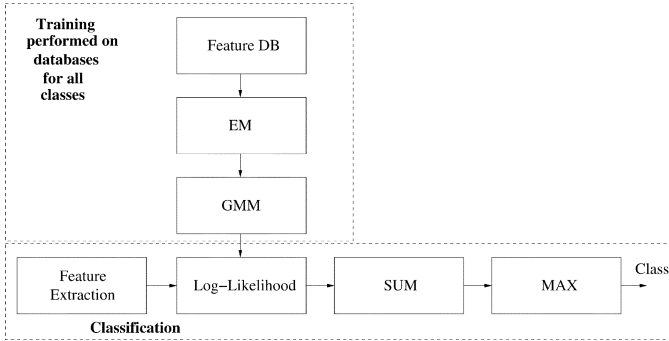 Training
performed on
databases
for all
classes
Feature DB
EM
GMM
Feature
Extraction
Log−Likelihood
SUM
MAX
Class
Classification